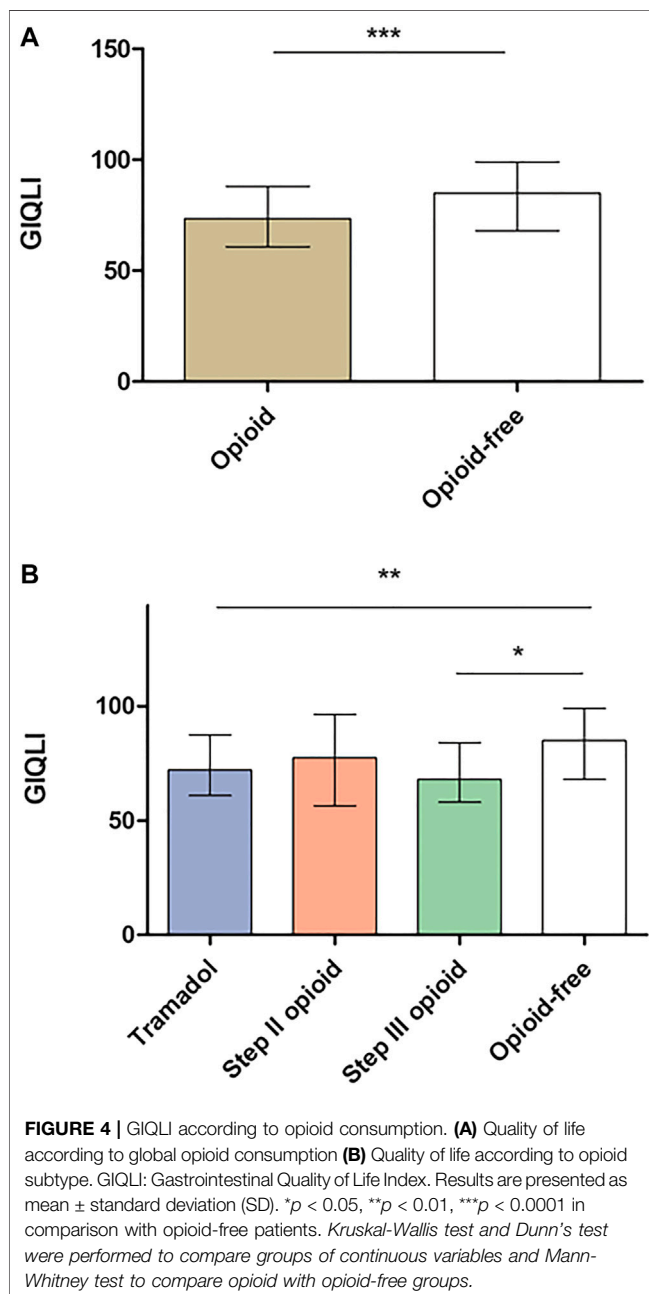 A
***
150
100
50
0
GIQLI
Opioid
Opioid-free
B
**
*
100
50
0
GIQLI
Tramadol
Step II opioid
Step III opioid
Opioid-free
FIGURE 4 | GIQLI according to opioid consumption. (A) Quality of life
according to global opioid consumption (B) Quality of life according to opioid
subtype. GIQLI: Gastrointestinal Quality of Life Index. Results are presented as
mean ± standard deviation (SD). *p < 0.05, **p < 0.01, ***p < 0.0001 in
comparison with opioid-free patients. Kruskal-Wallis test and Dunn's test
were performed to compare groups of continuous variables and Mann-
Whitney test to compare opioid with opioid-free groups.